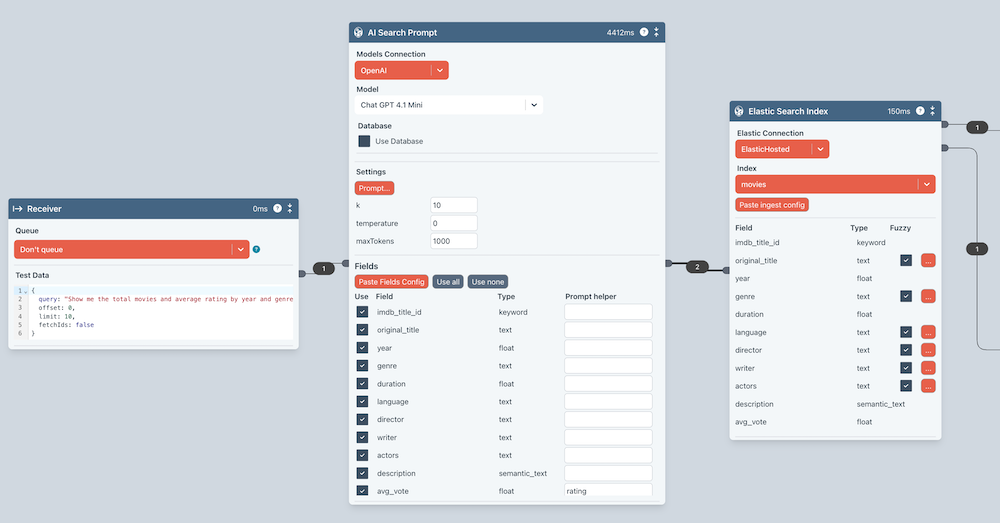 Receiver 0ms ?
Queue
Don't queue ?
Test Data
1 {
2 query: "Show me the total movies and average rating by year and genre
3 offset: 0,
4 limit: 10,
5 fetchIds: false
6 }
1
AI Search Prompt 4412ms ?
Models Connection
OpenAI
Model
Chat GPT 4.1 Mini
Database
Use Database
Settings
Prompt...
k 10
temperature 0
maxTokens 1000
Fields
Paste Fields Config Use all Use none
Use Field Type Prompt helper
imdb_title_id keyword
original_title text
year float
genre text
duration float
language text
director text
writer text
actors text
description semantic_text
avg_vote float rating
2
Elastic Search Index 150ms ?
Elastic Connection
ElasticHosted
Index
movies
Paste ingest config
Field Type Fuzzy
imdb_title_id keyword
original_title text ...
year float
genre text ...
duration float
language text ...
director text ...
writer text ...
actors text ...
description semantic_text
avg_vote float
1
1